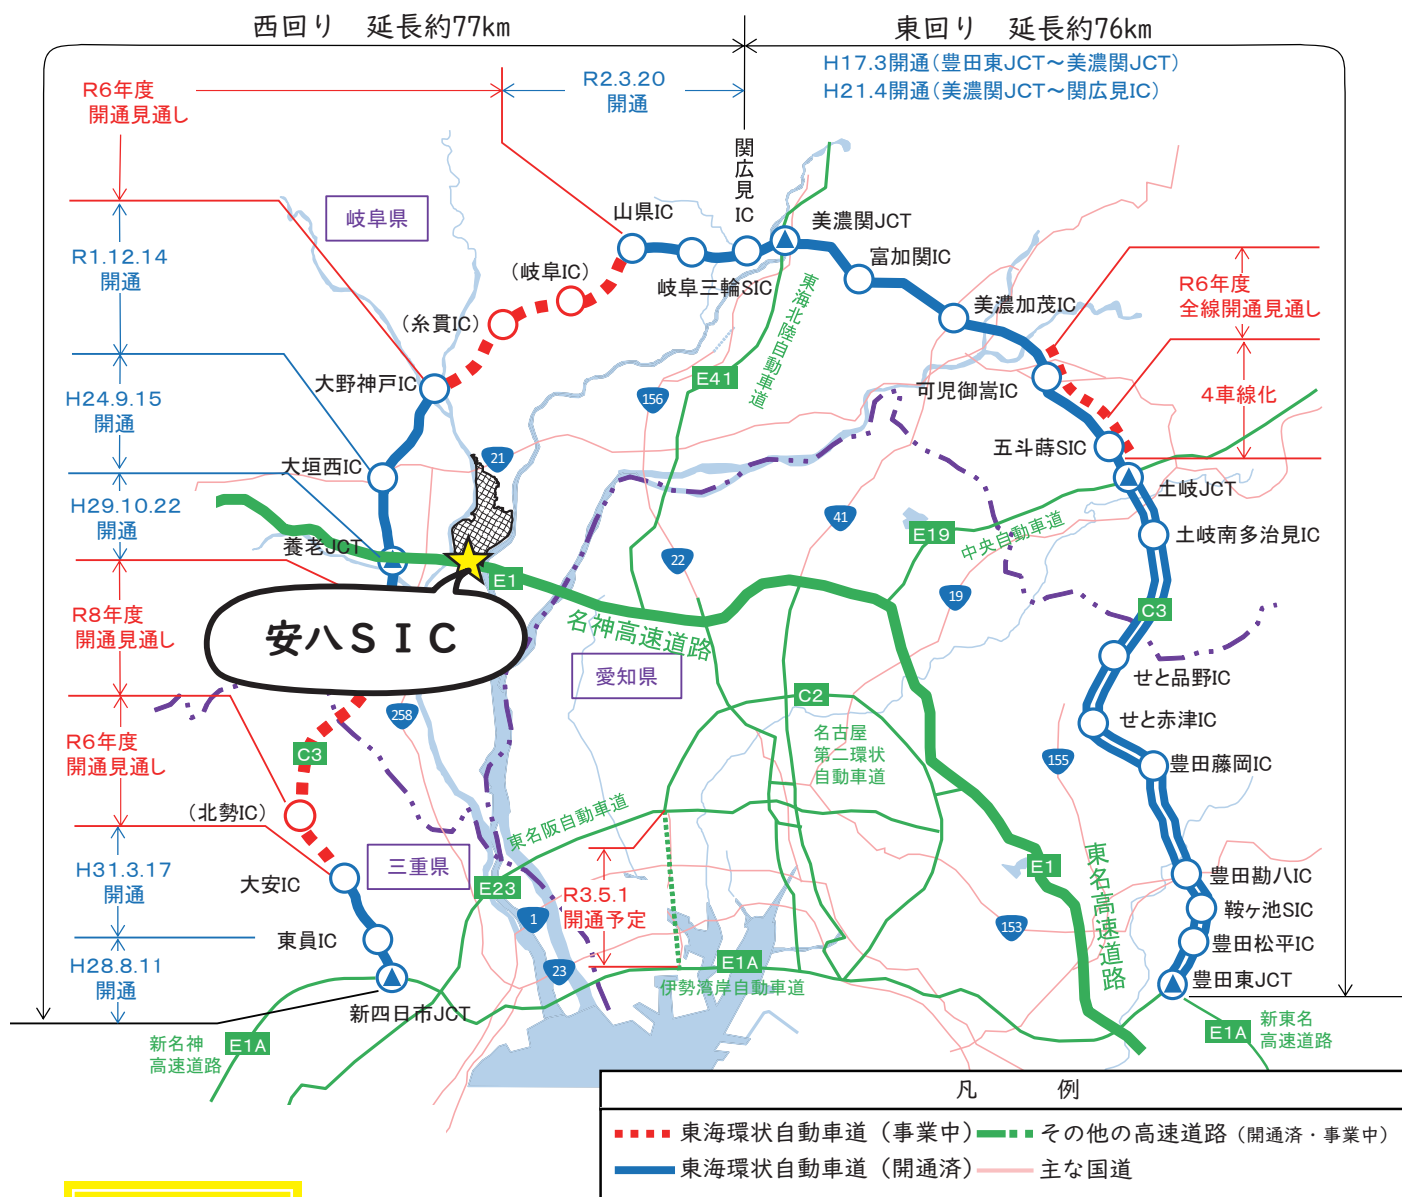 西回り　延長約77km
東回り　延長約76km
H17.3開通(豊田東JCT～美濃関JCT)
H21.4開通(美濃関JCT～関広見IC)
R6年度
開通見通し
R2.3.20
開通
関広見IC
岐阜県
山県IC
美濃関JCT
富加関IC
(岐阜IC)
岐阜三輪SIC
R1.12.14
開通
(糸貫IC)
東海北陸自動車道
美濃加茂IC
R6年度
全線開通見通し
大野神戸IC
E41
156
可児御嵩IC
4車線化
H24.9.15
開通
五斗蒔SIC
大垣西IC
21
土岐JCT
H29.10.22
開通
41
E19
中央自動車道
土岐南多治見IC
養老JCT
22
E1
19
C3
R8年度
開通見通し
安八SIC
名神高速道路
愛知県
せと品野IC
C2
258
せと赤津IC
R6年度
開通見通し
C3
名古屋
第二環状
自動車道
155
豊田藤岡IC
(北勢IC)
東名阪自動車道
三重県
E1
東名高速道路
H31.3.17
開通
大安IC
E23
R3.5.1
開通予定
豊田勘八IC
鞍ヶ池SIC
1
153
東員IC
豊田松平IC
H28.8.11
開通
23
E1A
伊勢湾岸自動車道
豊田東JCT
新四日市JCT
新名神
高速道路
E1A
E1A
新東名
高速道路
凡　例
東海環状自動車道（事業中）
その他の高速道路（開通済・事業中）
東海環状自動車道（開通済）
主な国道